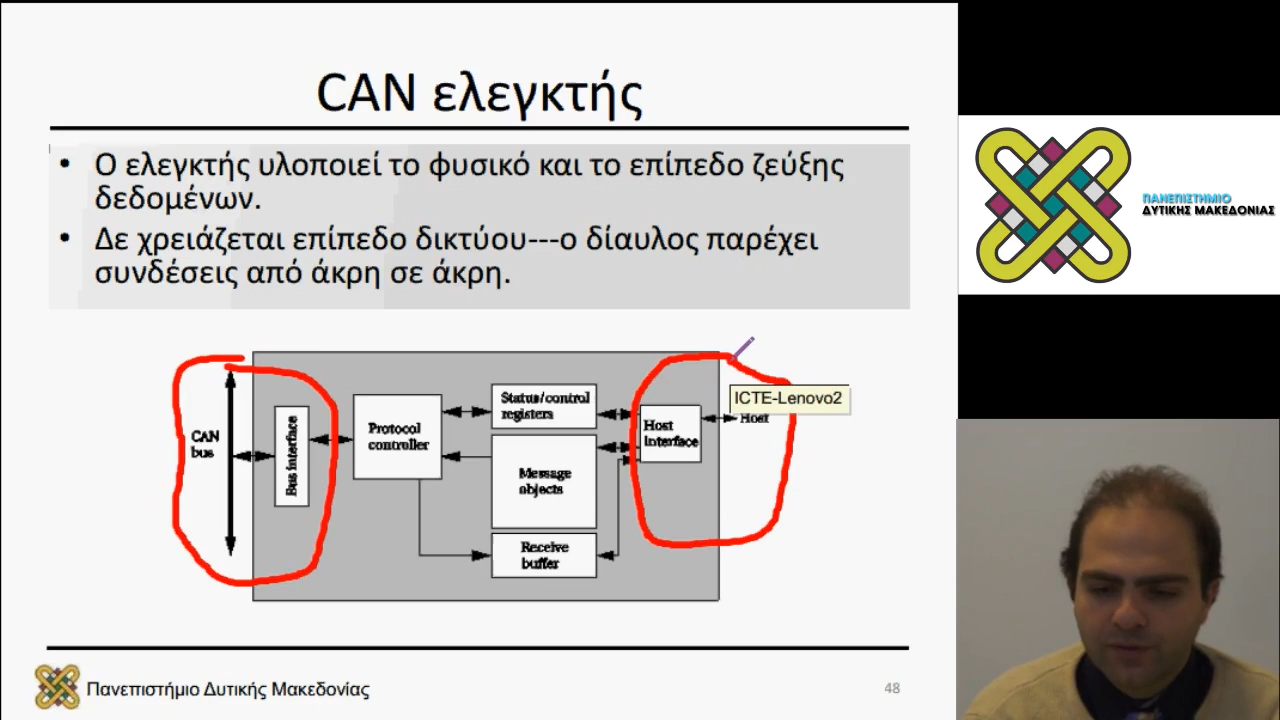 CAN ελεγκτής
• Ο ελεγκτής υλοποιεί το φυσικό και το επίπεδο ζεύξης
δεδομένων.
• Δε χρειάζεται επίπεδο δικτύου---ο δίαυλος παρέχει
συνδέσεις από άκρη σε άκρη.
CAN
bus
Bus interface
Protocol
controller
Status/control
registers
Message
objects
Receive
buffer
Host
interface
Host
ICTE-Lenovo2
Πανεπιστήμιο Δυτικής Μακεδονίας
48
ΠΑΝΕΠΙΣΤΗΜΙΟ
ΔΥΤΙΚΗΣ ΜΑΚΕΔΟΝΙΑΣ